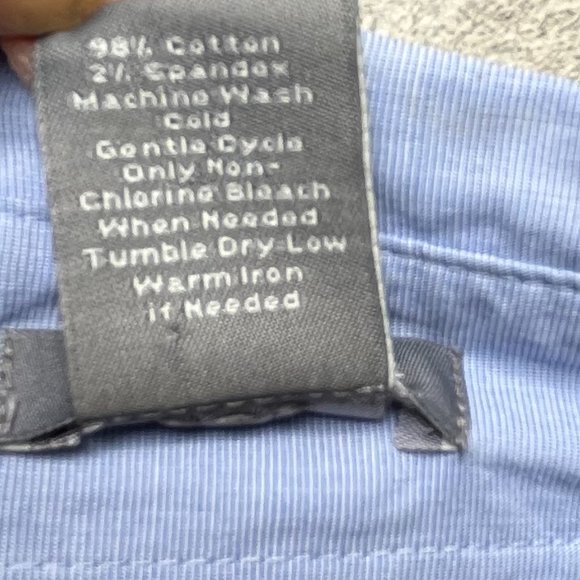 98% Cotton
2% Spandex
Machine Wash
Cold
Gentle Cycle
Only Non-
Chlorine Bleach
When Needed
Tumble Dry Low
Warm Iron
if Needed